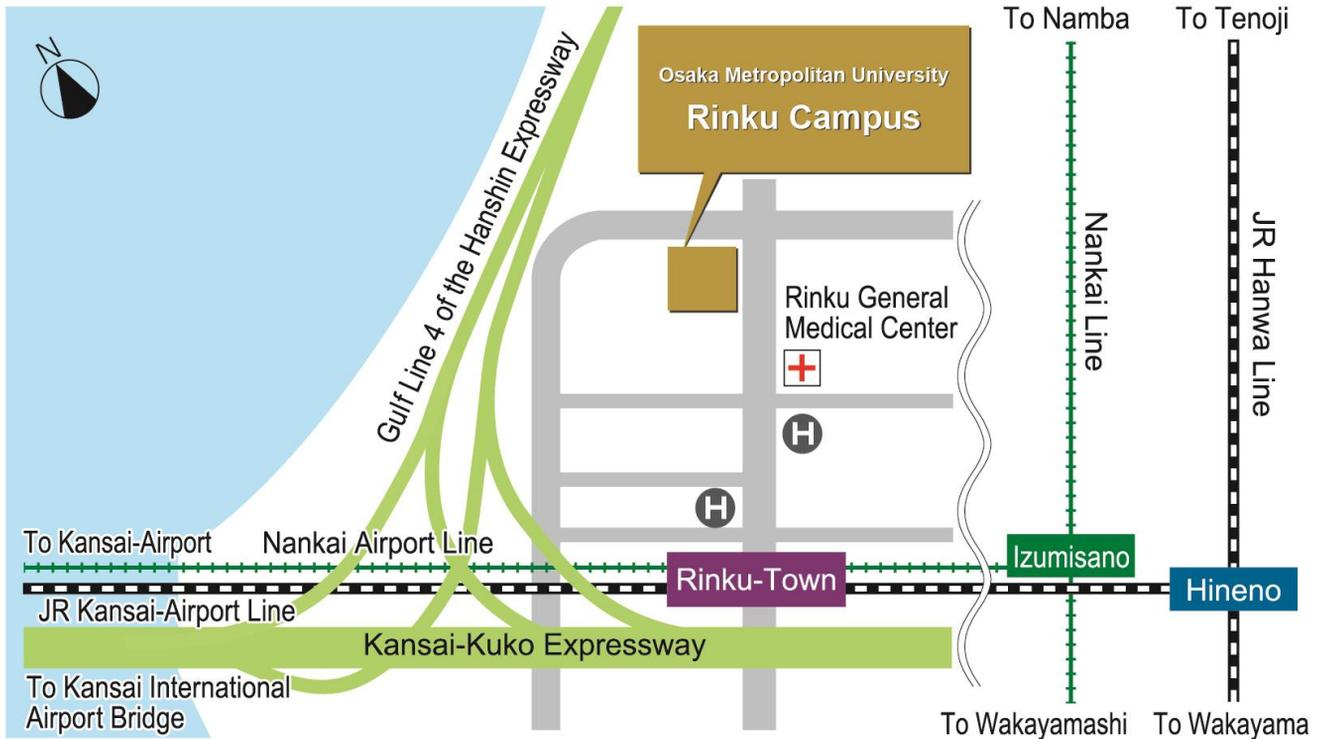 To Namba
To Tenoji
N
Osaka Metropolitan University
Rinku Campus
Gulf Line 4 of the Hanshin Expressway
Nankai Line
JR Hanwa Line
Rinku General
Medical Center
H
H
To Kansai-Airport
Nankai Airport Line
Izumisano
Rinku-Town
Hineno
JR Kansai-Airport Line
Kansai-Kuko Expressway
To Kansai International
Airport Bridge
To Wakayamashi
To Wakayama